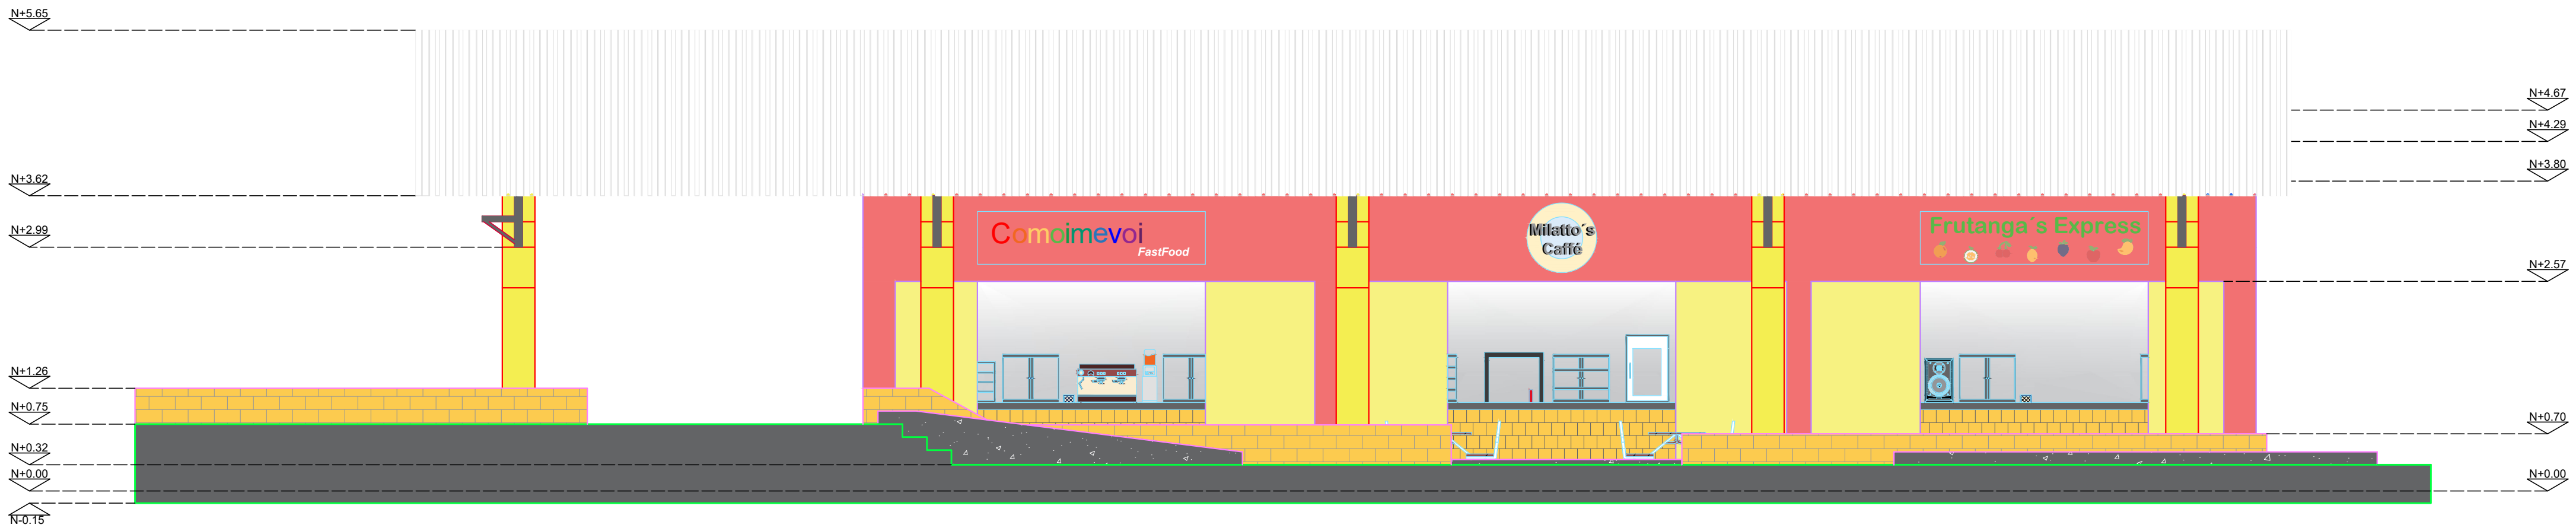 N+5.65
N+4.67
N+4.29
N+3.80
N+3.62
N+2.99
Comoimevoi
FastFood
Milatto´s
Caffé
Frutanga´s Express
N+2.57
N+1.26
N+0.75
N+0.70
N+0.32
N+0.00
N+0.00
N-0.15